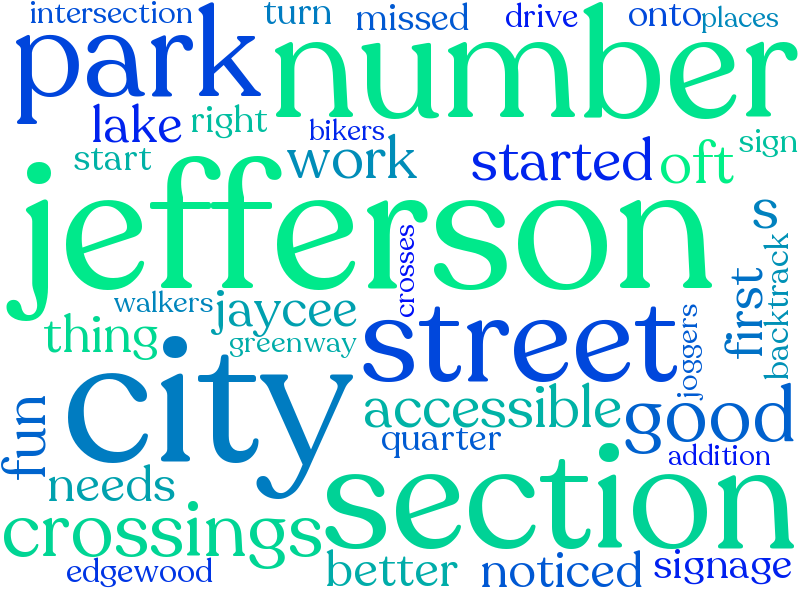 intersection turn missed drive onto places
park number
lake right bikers sign
start work started oft
jefferson s
crosses backtrack
walkers jaycee first
thing greenway street joggers
city accessible good
fun quarter
needs section addition
crossings
edgewood better noticed signage